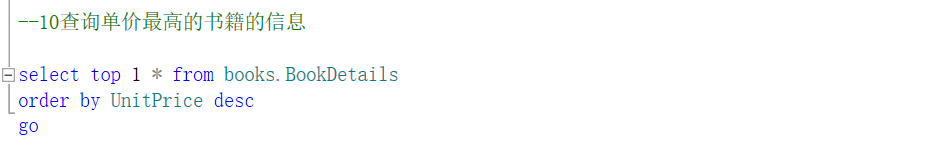 --10查询单价最高的书籍的信息
select top 1 * from books.BookDetails
order by UnitPrice desc
go